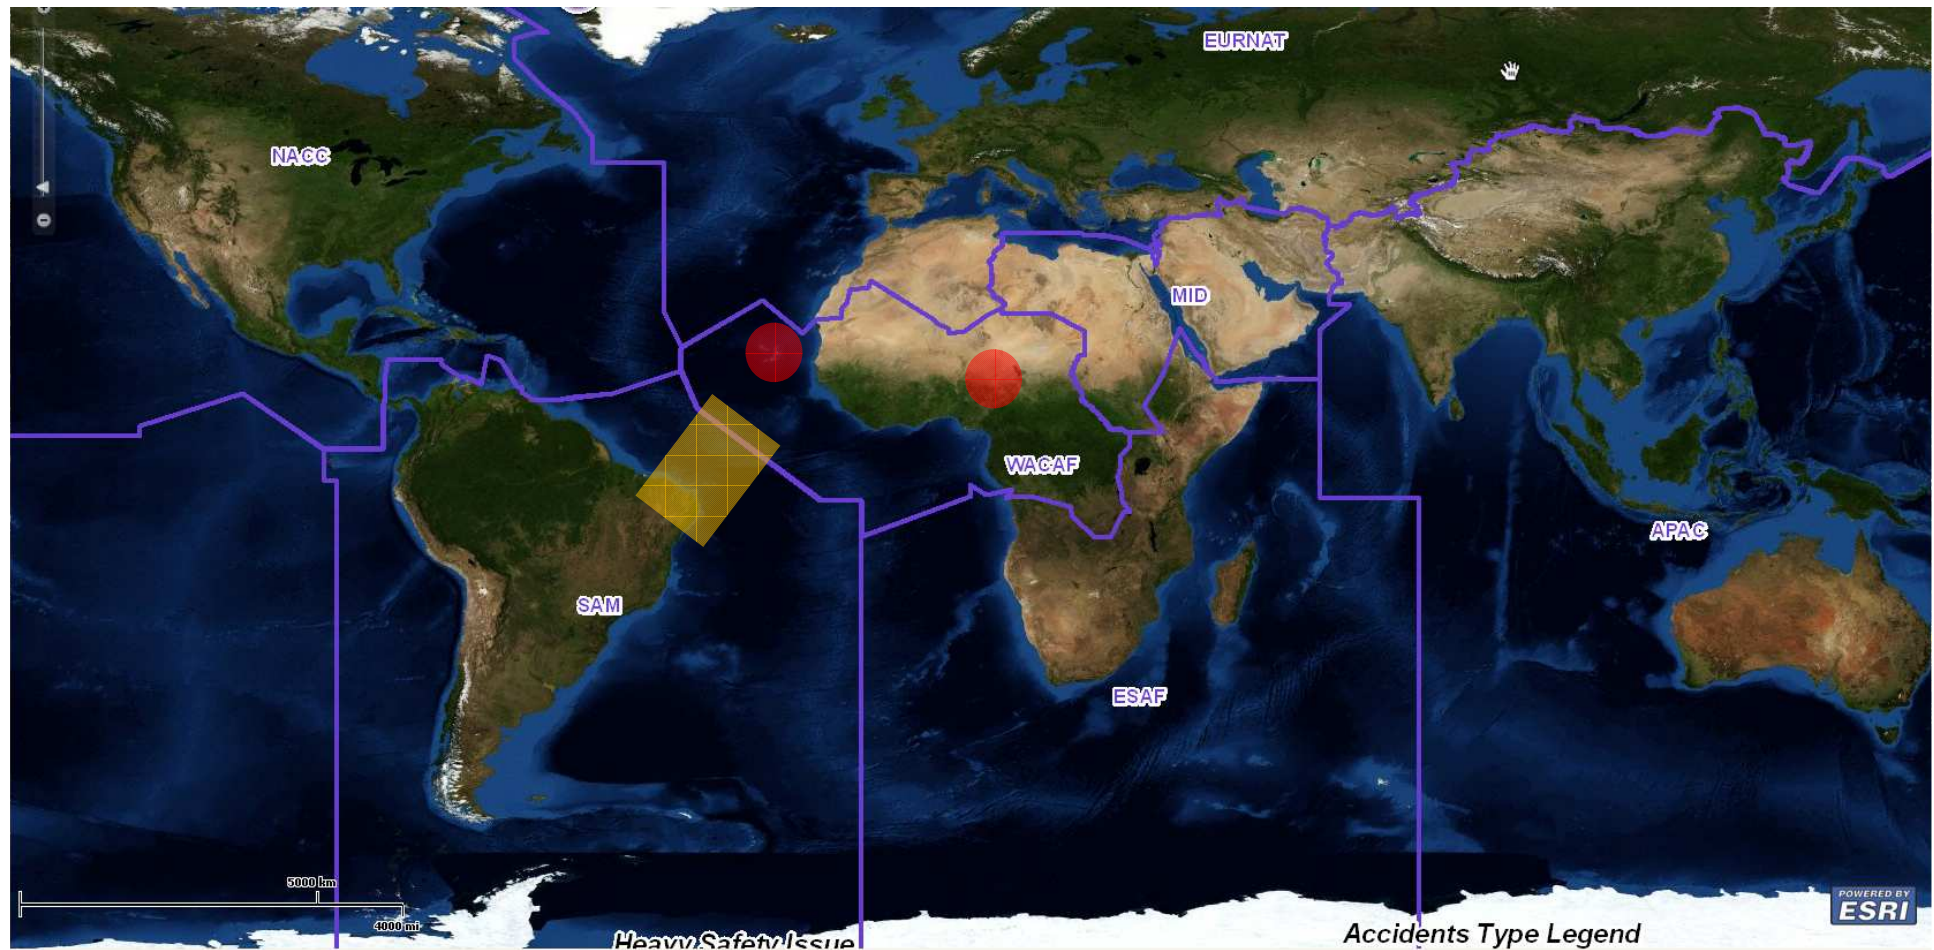 EURNAT
NACC
MID
WACAF
APAC
SAM
ESAF
5000 km
4000 mi
POWERED BY
ESRI
Heavy Safety Issue
Accidents Type Legend